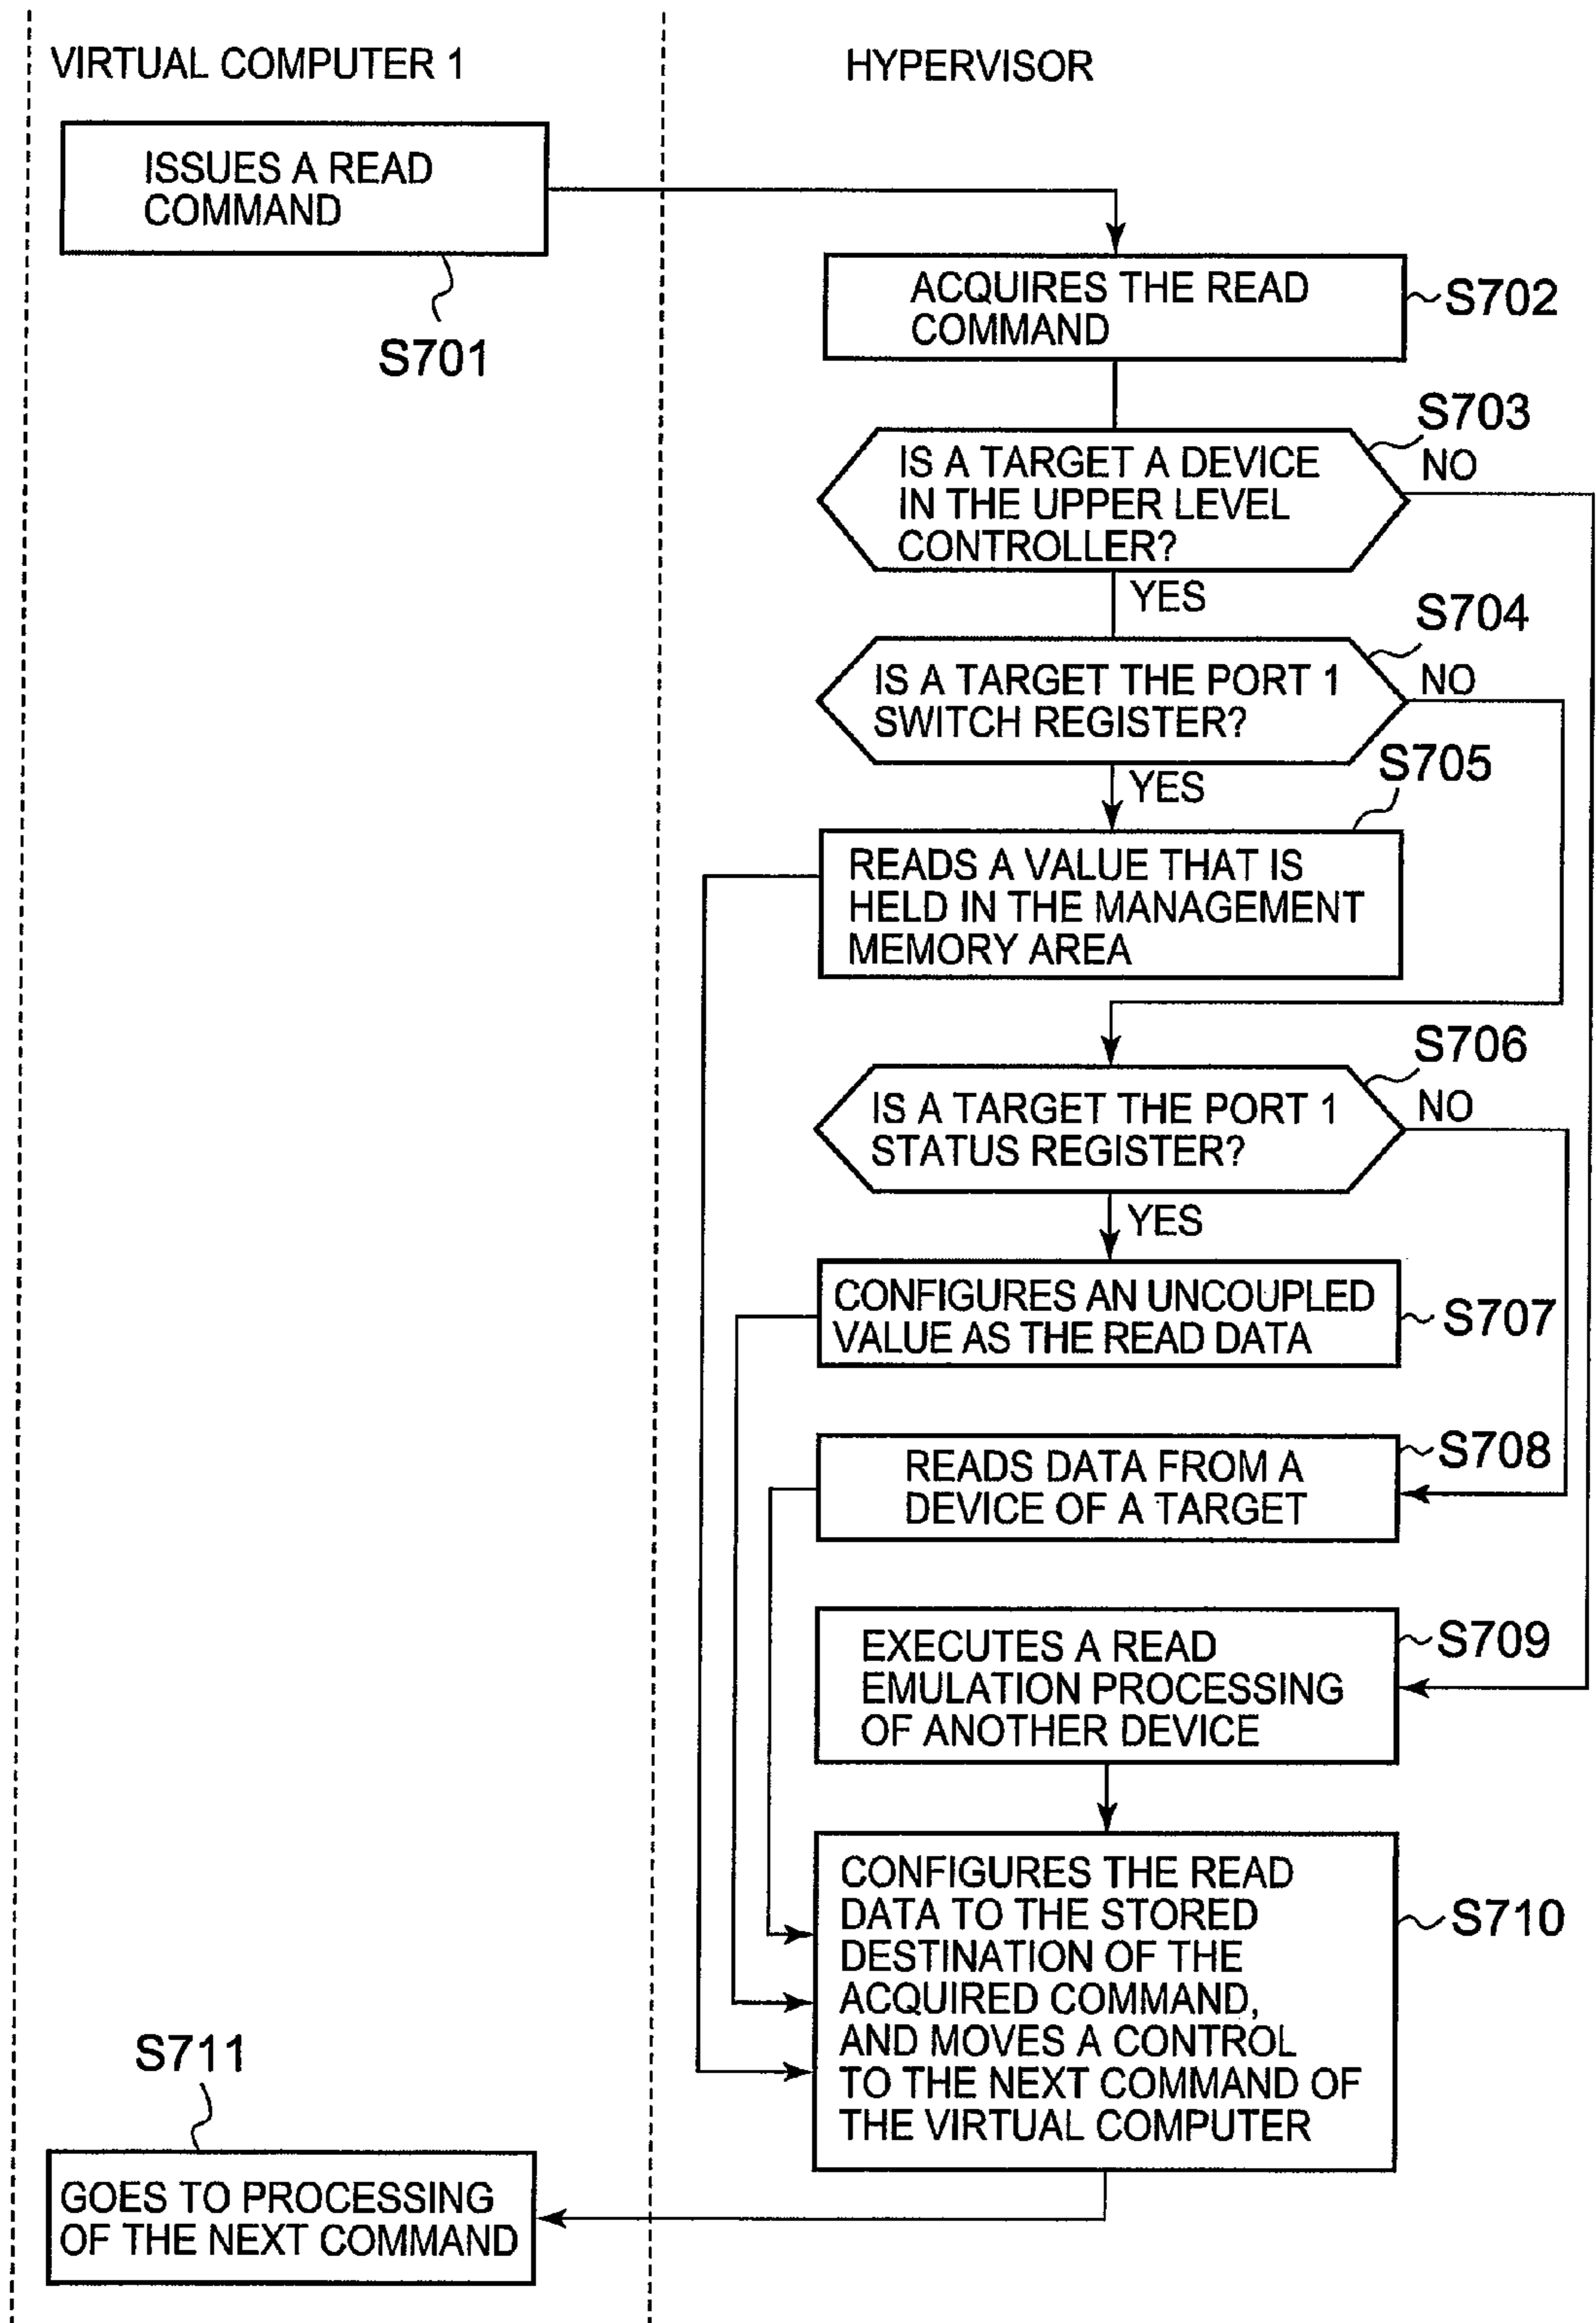 VIRTUAL COMPUTER 1
HYPERVISOR
ISSUES A READ
COMMAND
S701
ACQUIRES THE READ
COMMAND
S702
S703
IS A TARGET A DEVICE
IN THE UPPER LEVEL
CONTROLLER?
NO
YES
S704
IS A TARGET THE PORT 1
SWITCH REGISTER?
NO
YES
S705
READS A VALUE THAT IS
HELD IN THE MANAGEMENT
MEMORY AREA
S706
IS A TARGET THE PORT 1
STATUS REGISTER?
NO
YES
CONFIGURES AN UNCOUPLED
VALUE AS THE READ DATA
S707
READS DATA FROM A
DEVICE OF A TARGET
S708
EXECUTES A READ
EMULATION PROCESSING
OF ANOTHER DEVICE
S709
CONFIGURES THE READ
DATA TO THE STORED
DESTINATION OF THE
ACQUIRED COMMAND,
AND MOVES A CONTROL
TO THE NEXT COMMAND OF
THE VIRTUAL COMPUTER
S710
S711
GOES TO PROCESSING
OF THE NEXT COMMAND